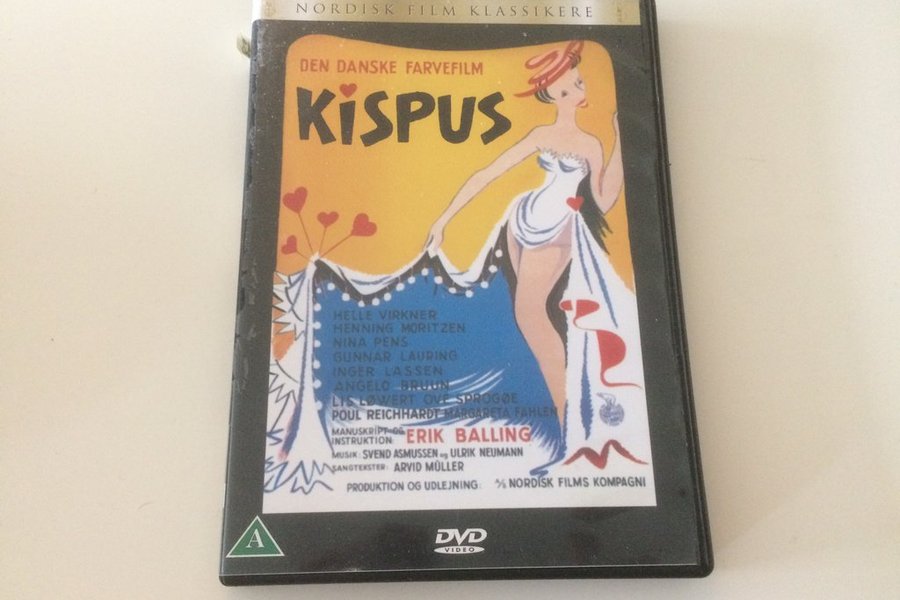 NORDISK FILM KLASSIKERE
DEN DANSKE FARVEFILM
KISPUS
HELLE VIRKNER
HENNING MORITZEN
NINA PENS
GUNNAR LAURING
INGER LASSEN
ANGELO BRUUN
LIS LØWERT OVE SPROGØE
POUL REICHHARDT MARGARETA FAHLEN
MANUSKRIPT OG
INSTRUKTION: ERIK BALLING
MUSIK: SVEND ASMUSSEN og ULRIK NEUMANN
SANGTEKSTER: ARVID MÜLLER
PRODUKTION OG UDLEJNING: A/S NORDISK FILMS KOMPAGNI
A
DVD
VIDEO